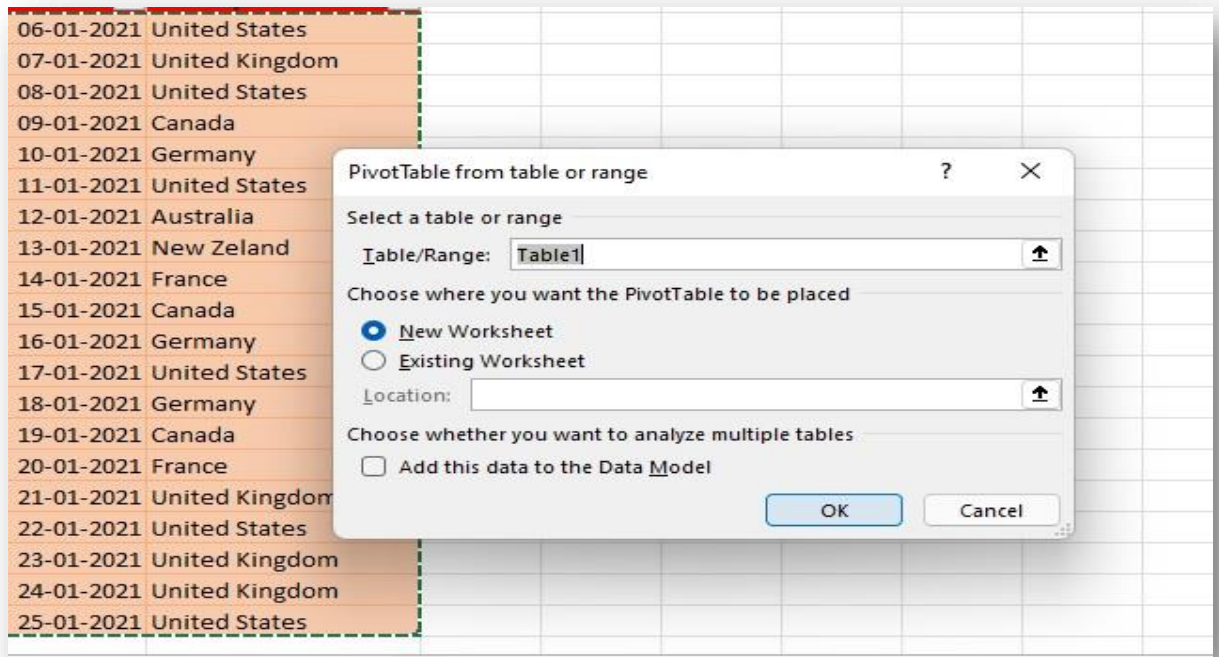 06-01-2021 United States
07-01-2021 United Kingdom
08-01-2021 United States
09-01-2021 Canada
10-01-2021 Germany
11-01-2021 United States
12-01-2021 Australia
13-01-2021 New Zeland
14-01-2021 France
15-01-2021 Canada
16-01-2021 Germany
17-01-2021 United States
18-01-2021 Germany
19-01-2021 Canada
20-01-2021 France
21-01-2021 United Kingdom
22-01-2021 United States
23-01-2021 United Kingdom
24-01-2021 United Kingdom
25-01-2021 United States
PivotTable from table or range ?
Select a table or range
Table/Range: Table1
Choose where you want the PivotTable to be placed
New Worksheet
Existing Worksheet
Location:
Choose whether you want to analyze multiple tables
Add this data to the Data Model
OK Cancel